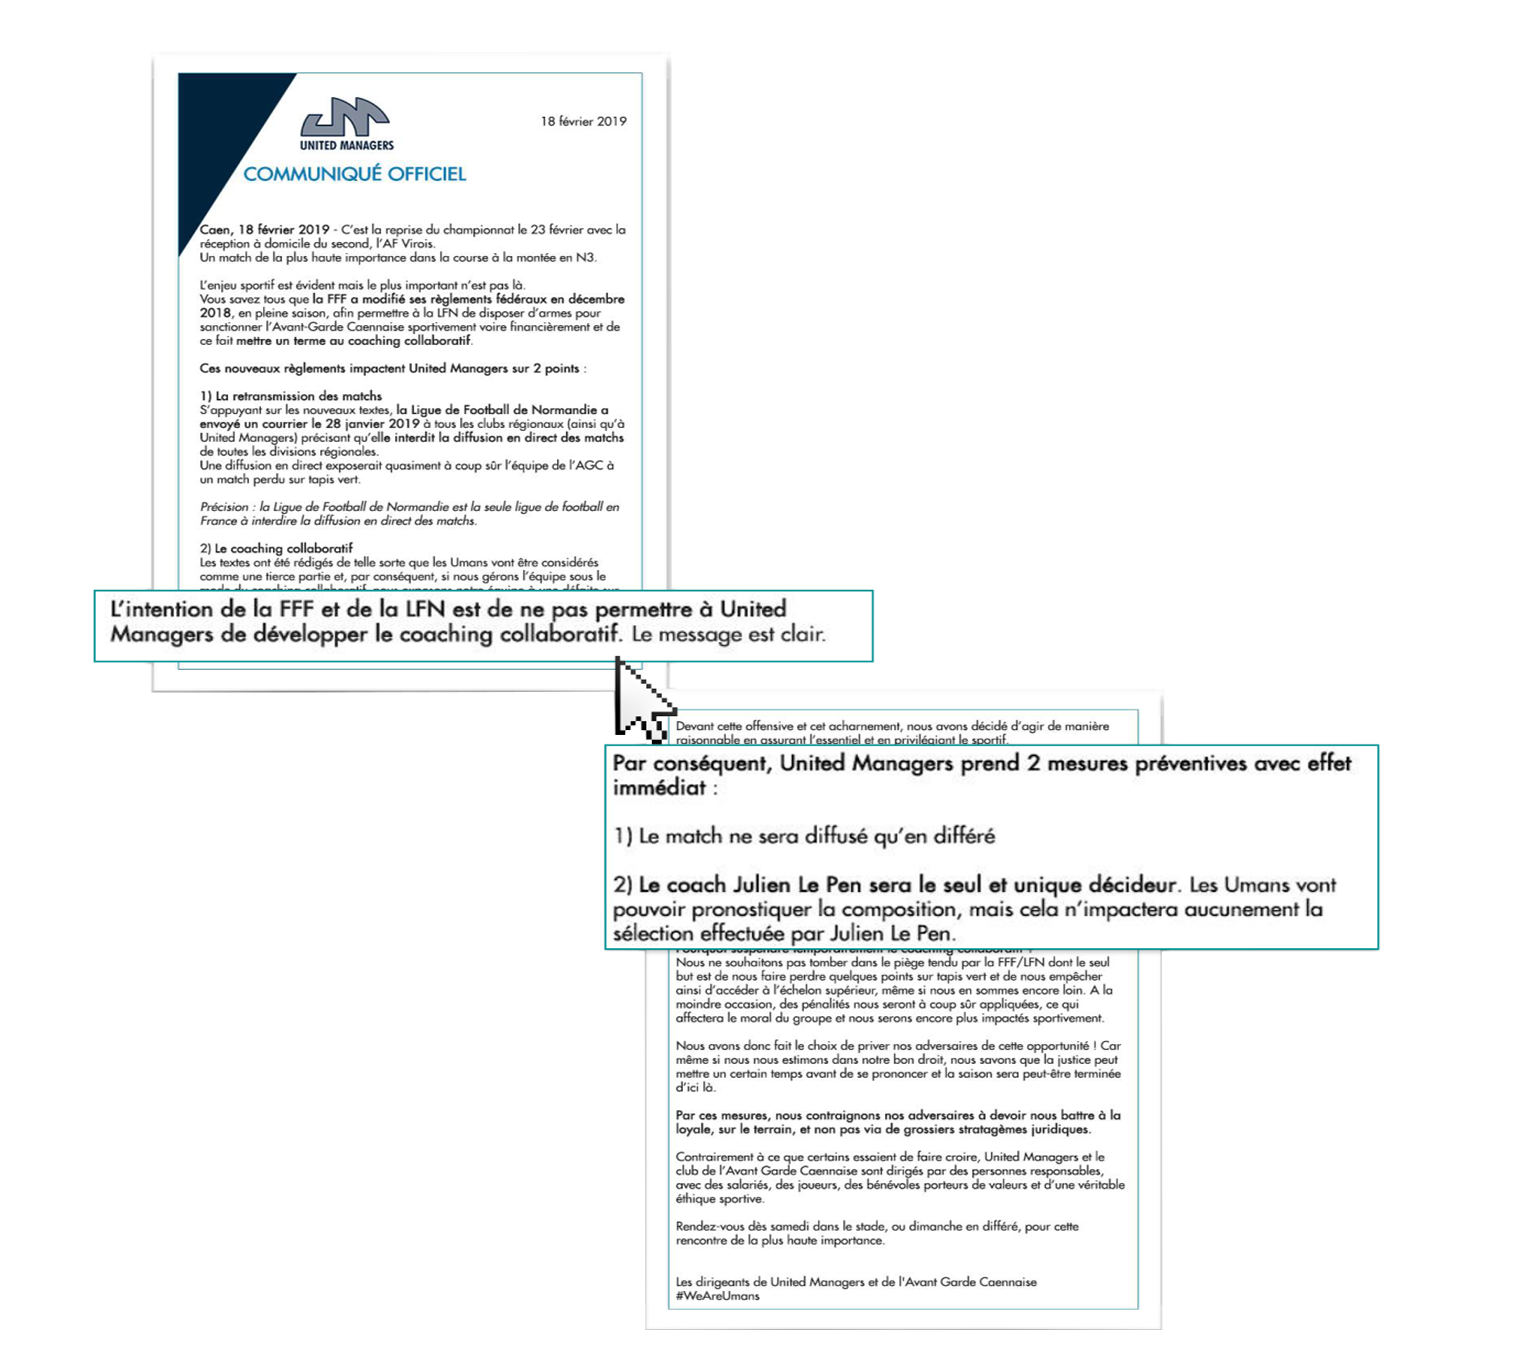 18 février 2019
UNITED MANAGERS
COMMUNIQUÉ OFFICIEL
Caen, 18 février 2019 - C'est la reprise du championnat le 23 février avec la
réception à domicile du second, l'AF Virois.
Un match de la plus haute importance dans la course à la montée en N3.
L'enjeu sportif est évident mais le plus important n'est pas là.
Vous savez tous que la FFF a modifié ses règlements fédéraux en décembre
2018, en pleine saison, afin permettre à la LFN de disposer d'armes pour
sanctionner l'Avant-Garde Caennaise sportivement voire financièrement et de
ce fait mettre un terme au coaching collaboratif.
Ces nouveaux règlements impactent United Managers sur 2 points :
1) La retransmission des matchs
S'appuyant sur les nouveaux textes, la Ligue de Football de Normandie a
envoyé un courrier le 28 janvier 2019 à tous les clubs régionaux (ainsi qu'à
United Managers) précisant qu'elle interdit la diffusion en direct des matchs
de toutes les divisions régionales.
Une diffusion en direct exposerait quasiment à coup sûr l'équipe de l'AGC à
un match perdu sur tapis vert.
Précision : la Ligue de Football de Normandie est la seule ligue de football en
France à interdire la diffusion en direct des matchs.
2) Le coaching collaboratif
Les textes ont été rédigés de telle sorte que les Umans vont être considérés
comme une tierce partie et, par conséquent, si nous gérons l'équipe sous le
L'intention de la FFF et de la LFN est de ne pas permettre à United
Managers de développer le coaching collaboratif. Le message est clair.
Devant cette offensive et cet acharnement, nous avons décidé d'agir de manière
raisonnable en assurant l'essentiel et en privilégiant le sportif.
Par conséquent, United Managers prend 2 mesures préventives avec effet
immédiat :
1) Le match ne sera diffusé qu'en différé
2) Le coach Julien Le Pen sera le seul et unique décideur. Les Umans vont
pouvoir pronostiquer la composition, mais cela n'impactera aucunement la
sélection effectuée par Julien Le Pen.
Nous ne souhaitons pas tomber dans le piège tendu par la FFF/LFN dont le seul
but est de nous faire perdre quelques points sur tapis vert et de nous empêcher
ainsi d'accéder à l'échelon supérieur, même si nous en sommes encore loin. A la
moindre occasion, des pénalités nous seront à coup sûr appliquées, ce qui
affectera le moral du groupe et nous serons encore plus impactés sportivement.
Nous avons donc fait le choix de priver nos adversaires de cette opportunité ! Car
même si nous nous estimons dans notre bon droit, nous savons que la justice peut
mettre un certain temps avant de se prononcer et la saison sera peut-être terminée
d'ici là.
Par ces mesures, nous contraignons nos adversaires à devoir nous battre à la
loyale, sur le terrain, et non pas via de grossiers stratagèmes juridiques.
Contrairement à ce que certains essaient de faire croire, United Managers et le
club de l'Avant Garde Caennaise sont dirigés par des personnes responsables,
avec des salariés, des joueurs, des bénévoles porteurs de valeurs et d'une véritable
éthique sportive.
Rendez-vous dès samedi dans le stade, ou dimanche en différé, pour cette
rencontre de la plus haute importance.
Les dirigeants de United Managers et de l'Avant Garde Caennaise
#WeAreUmans